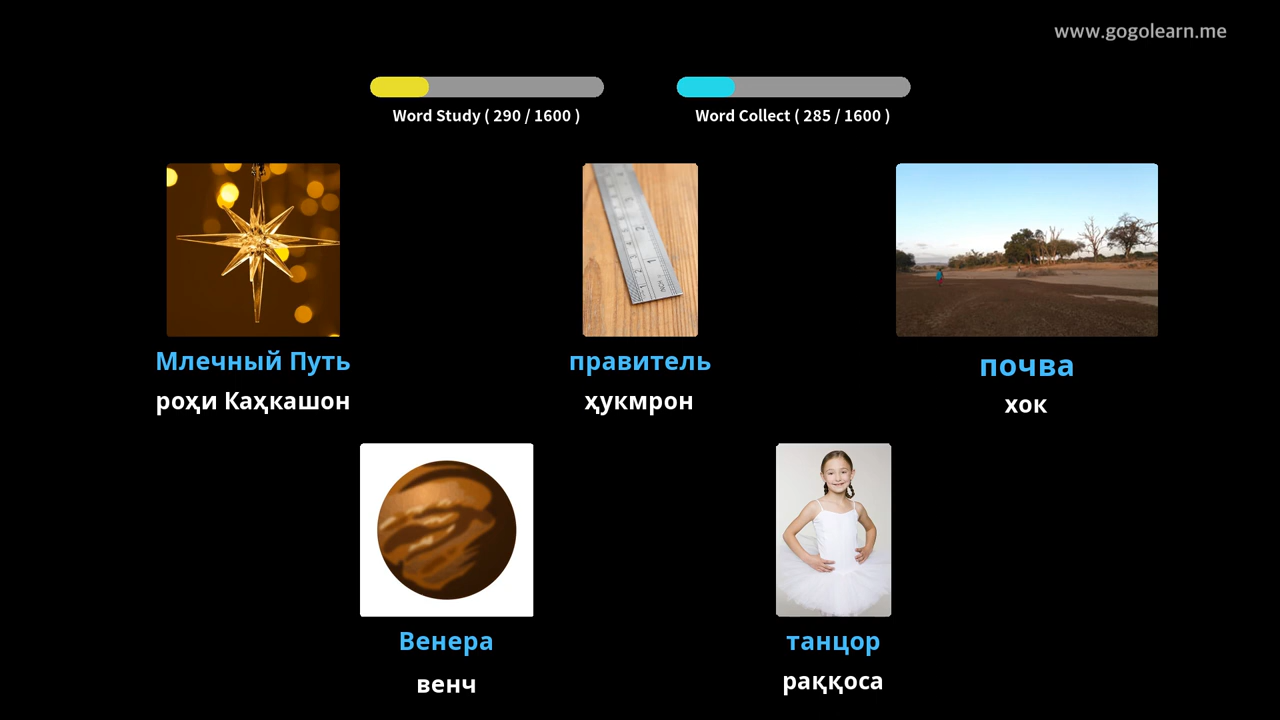 www.gogolearn.me
Word Study ( 290 / 1600 )
Word Collect ( 285 / 1600 )
Млечный Путь
роҳи Каҳкашон
правитель
ҳукмрон
почва
хок
Венера
венч
танцор
раққоса